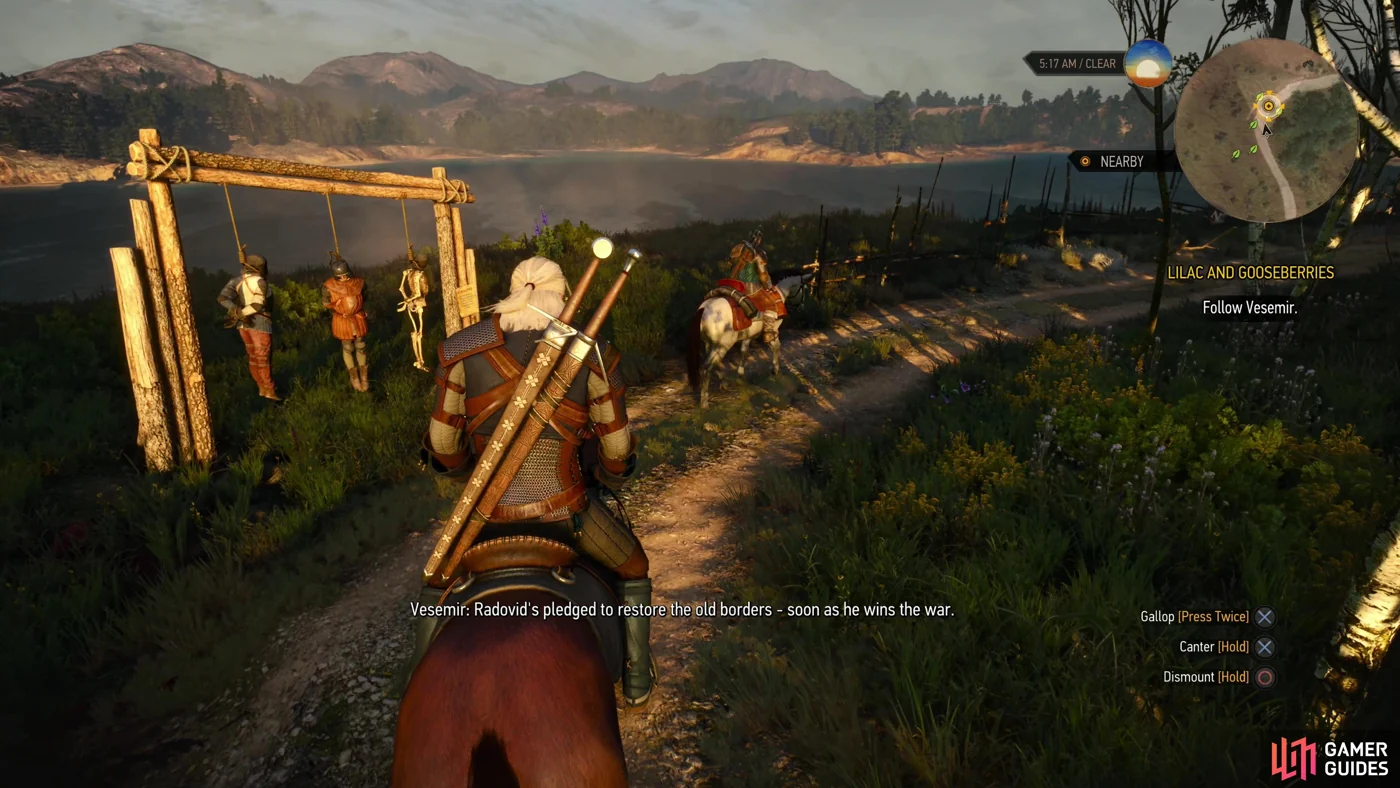 5:17 AM / CLEAR
NEARBY
LILAC AND GOOSEBERRIES
Follow Vesemir.
Vesemir: Radovid's pledged to restore the old borders - soon as he wins the war.
Gallop [Press Twice]
Canter [Hold]
Dismount [Hold]
GAMER
GUIDES